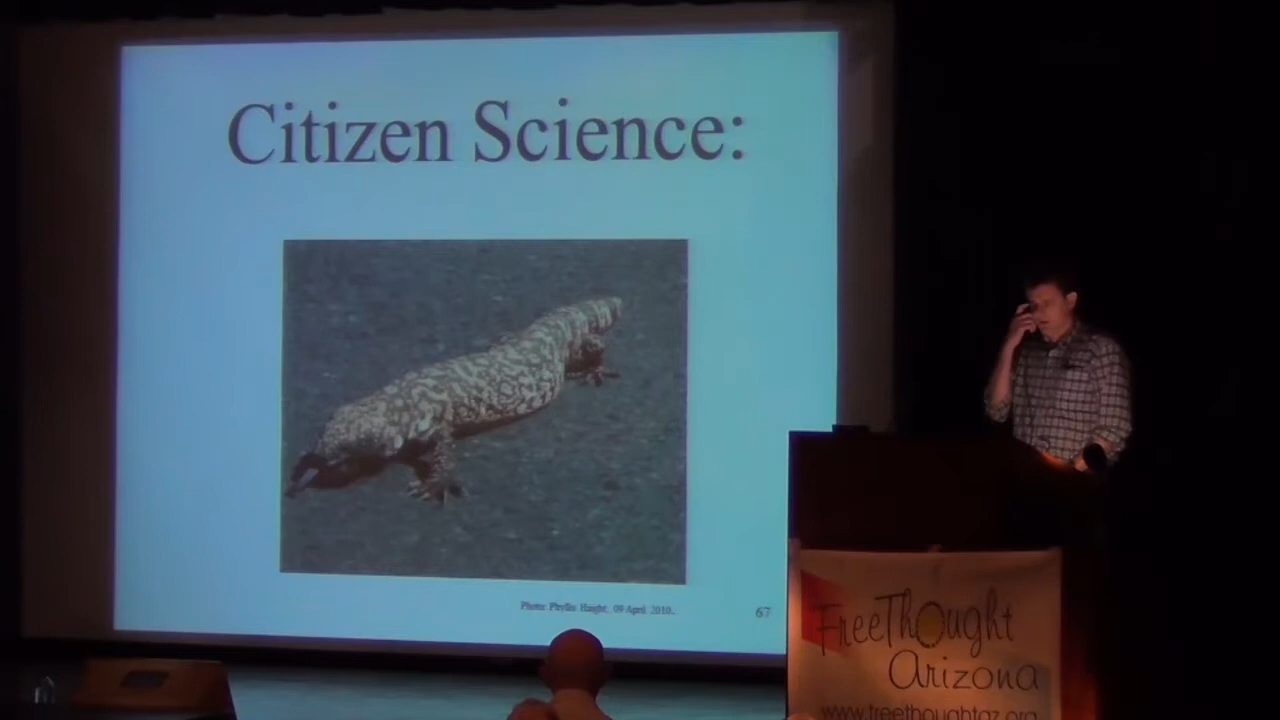 Citizen Science:
Photo: Phyllis Haight, 09 April 2010.
67
FreeThought
Arizona
www.freethoughtaz.org